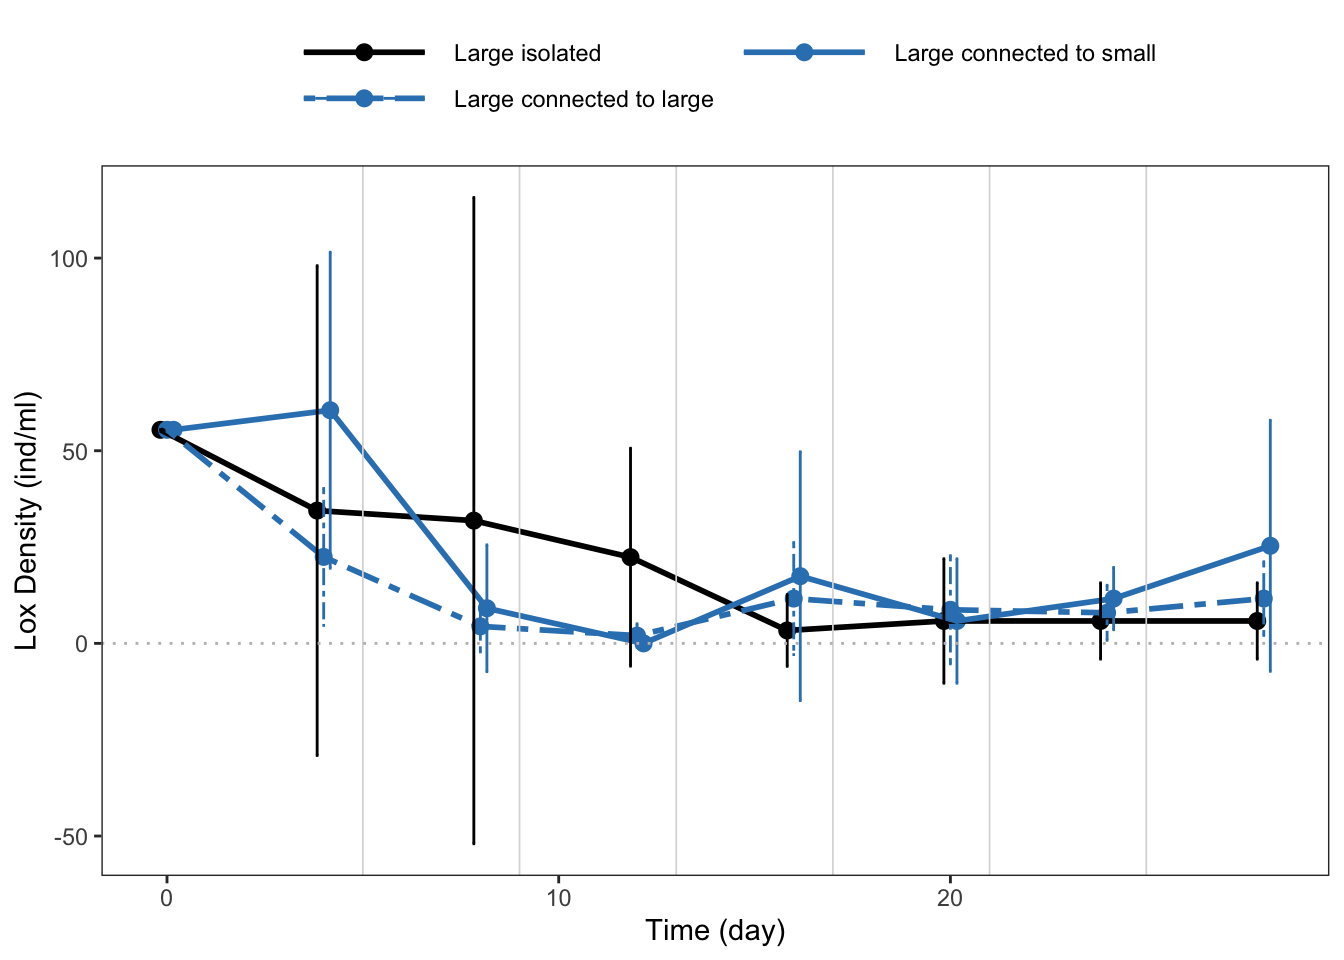 Large isolated
Large connected to small
Large connected to large
Lox Density (ind/ml)
100
50
0
-50
0
10
20
Time (day)